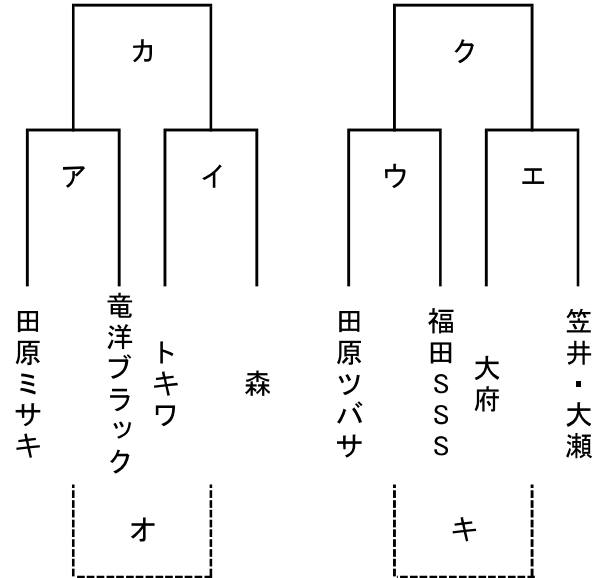 カ
ク
ア
イ
ウ
エ
田原ミサキ
竜洋ブラック
トキワ
森
田原ツバサ
福田SSS
大府
笠井・大瀬
オ
キ